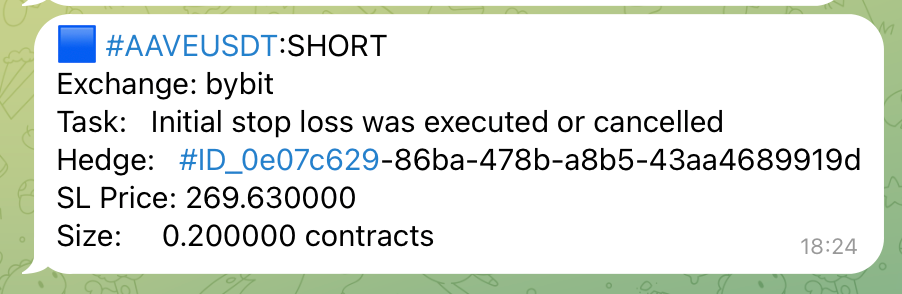 🟦 #AAVEUSDT:SHORT
Exchange: bybit
Task: Initial stop loss was executed or cancelled
Hedge: #ID_0e07c629-86ba-478b-a8b5-43aa4689919d
SL Price: 269.630000
Size: 0.200000 contracts
18:24